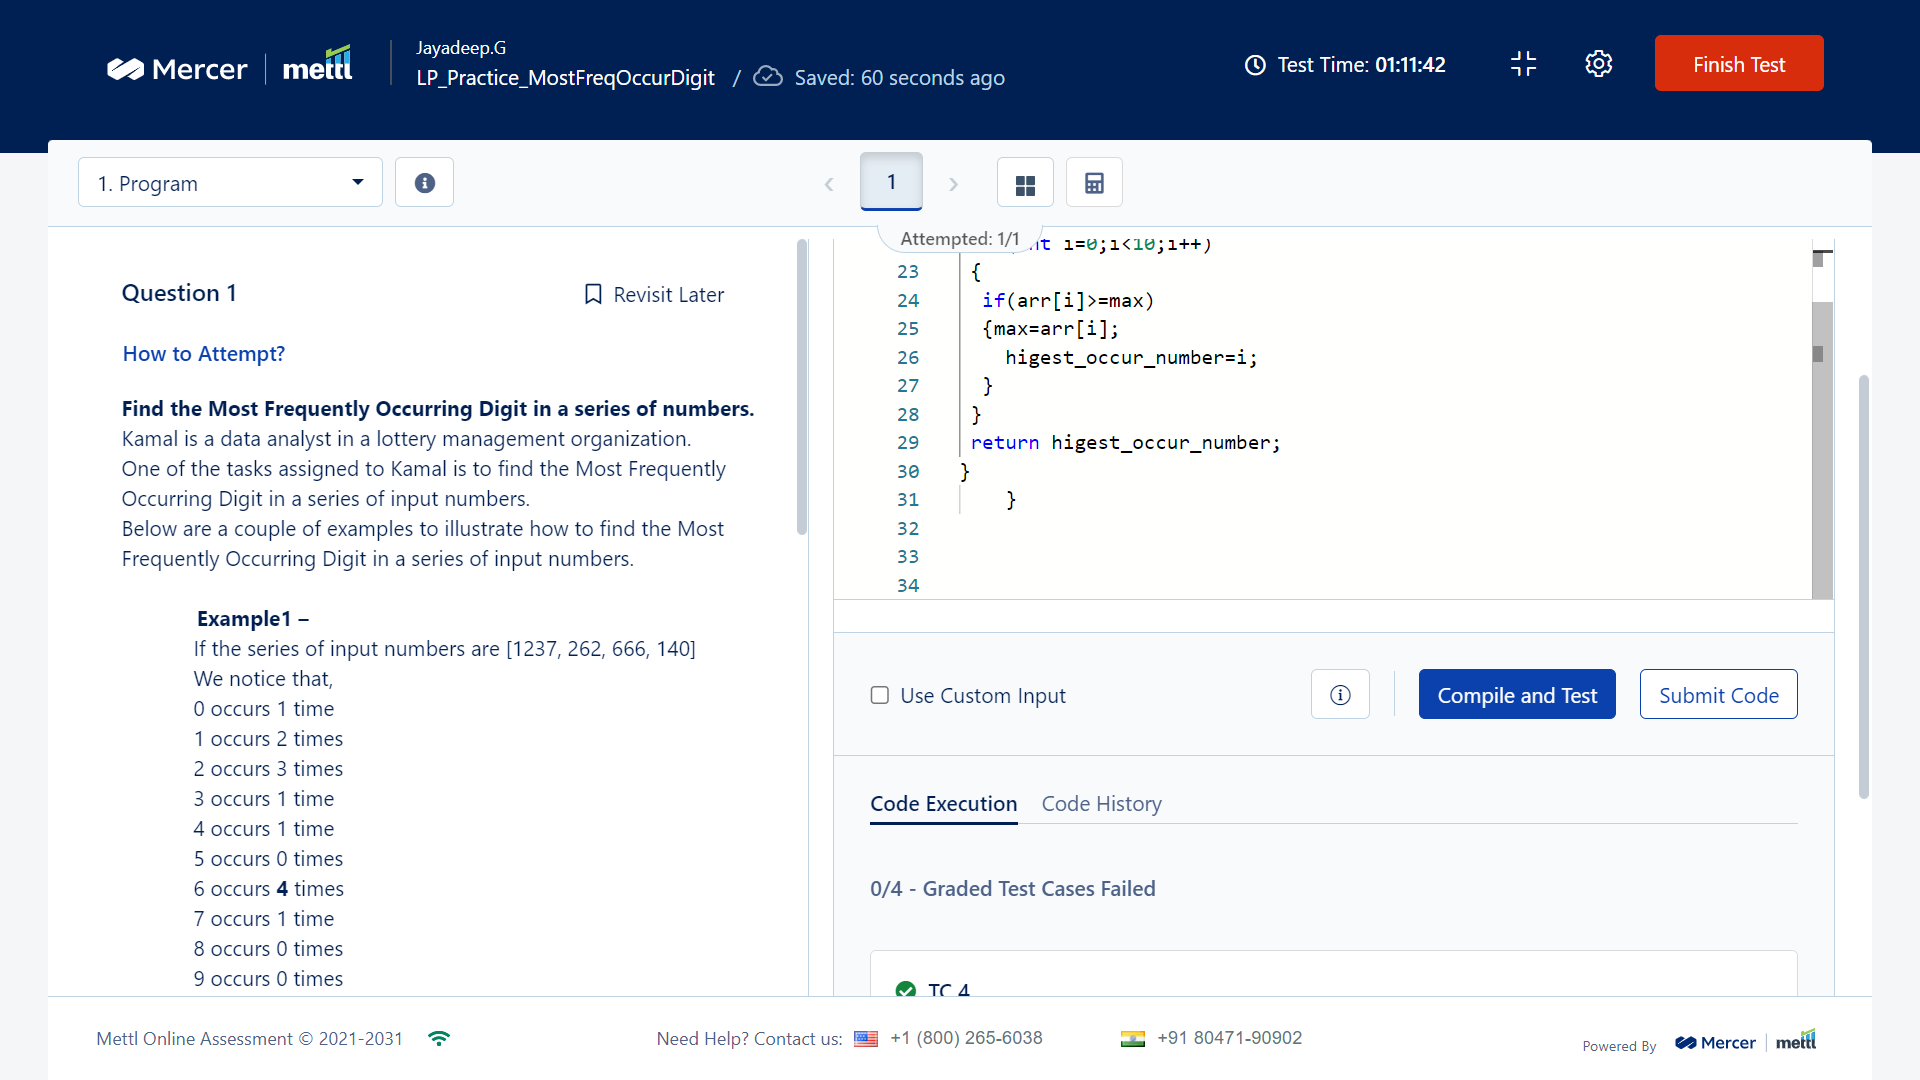 Mercer
mettl
Jayadeep.G
LP_Practice_MostFreqOccurDigit / Saved: 60 seconds ago
Test Time: 01:11:42
Finish Test
1. Program
1
Attempted: 1/1
Question 1
Revisit Later
How to Attempt?
Find the Most Frequently Occurring Digit in a series of numbers.
Kamal is a data analyst in a lottery management organization.
One of the tasks assigned to Kamal is to find the Most Frequently
Occurring Digit in a series of input numbers.
Below are a couple of examples to illustrate how to find the Most
Frequently Occurring Digit in a series of input numbers.
Example1 –
If the series of input numbers are [1237, 262, 666, 140]
We notice that,
0 occurs 1 time
1 occurs 2 times
2 occurs 3 times
3 occurs 1 time
4 occurs 1 time
5 occurs 0 times
6 occurs 4 times
7 occurs 1 time
8 occurs 0 times
9 occurs 0 times
i=0;i<10;i++)
23 {
24 if(arr[i]>=max)
25 {max=arr[i];
26 higest_occur_number=i;
27 }
28 }
29 return higest_occur_number;
30 }
31 }
32
33
34
Use Custom Input
Compile and Test
Submit Code
Code Execution
Code History
0/4 - Graded Test Cases Failed
TC 4
Mettl Online Assessment © 2021-2031
Need Help? Contact us: +1 (800) 265-6038
+91 80471-90902
Powered By
Mercer
mettl